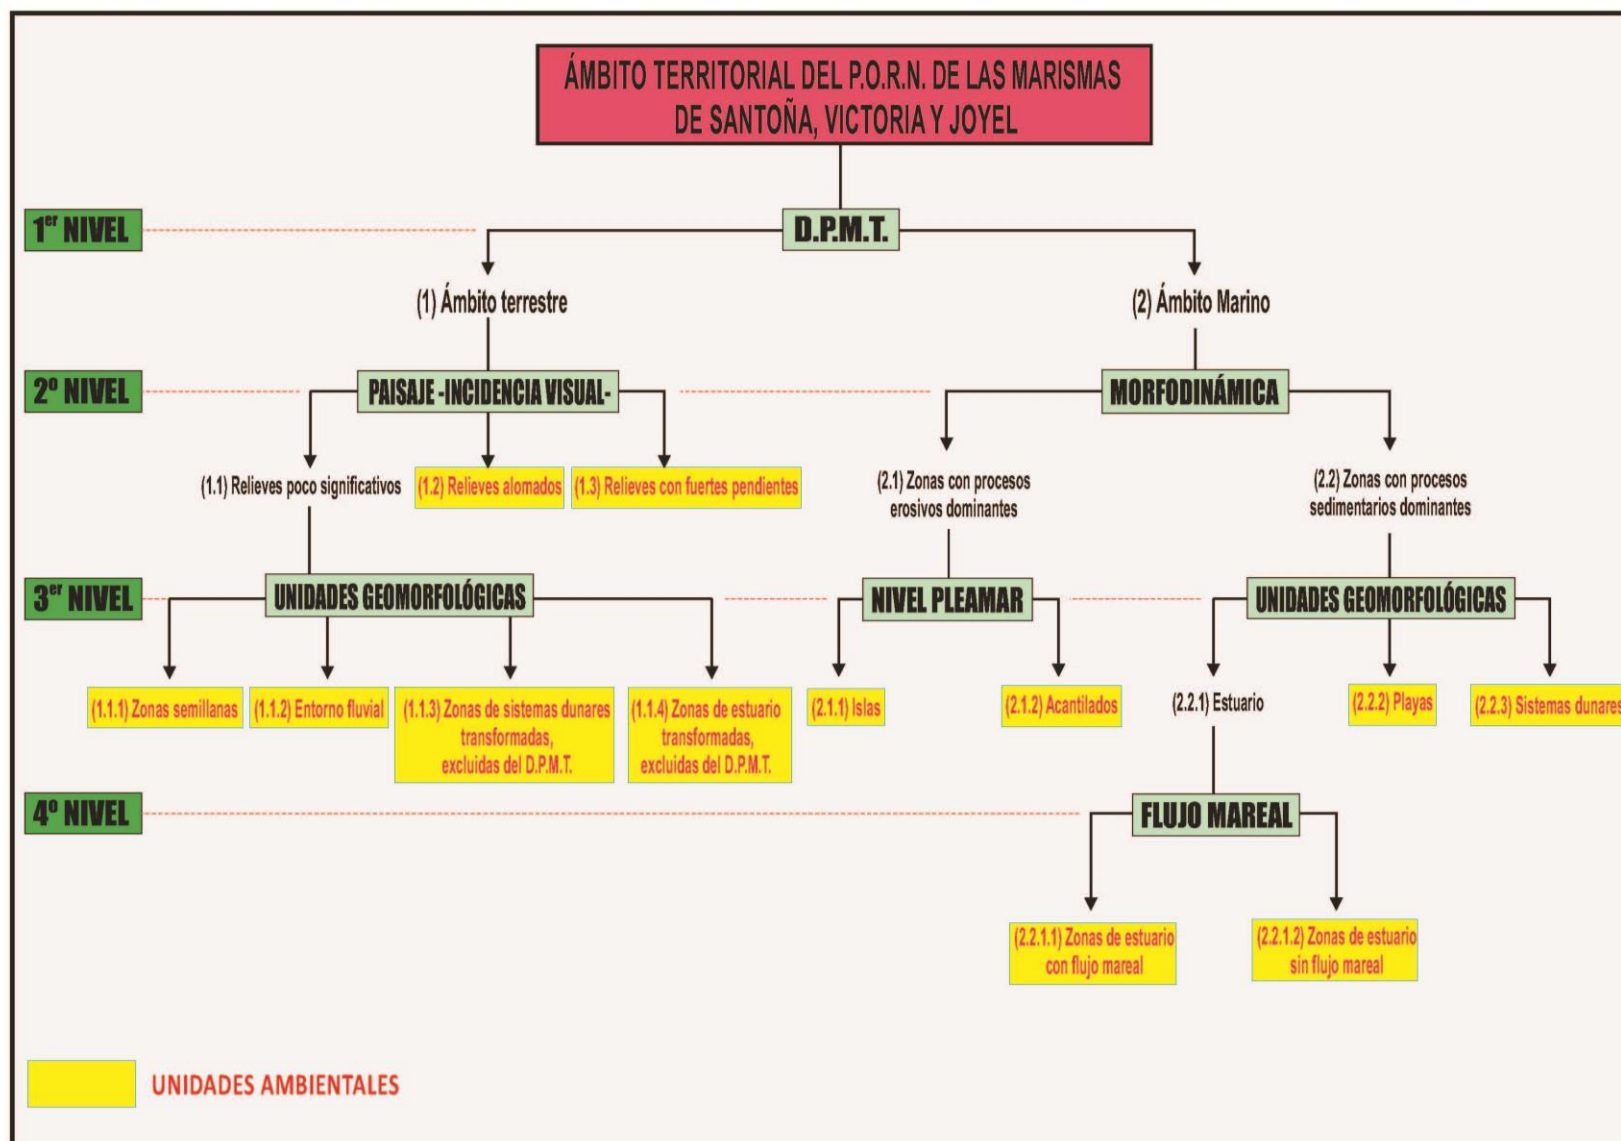 ÁMBITO TERRITORIAL DEL P.O.R.N. DE LAS MARISMAS
DE SANTOÑA, VICTORIA Y JOYEL
1er NIVEL
D.P.M.T.
(1) Ámbito terrestre
(2) Ámbito Marino
2º NIVEL
PAISAJE -INCIDENCIA VISUAL-
MORFODINÁMICA
(1.1) Relieves poco significativos
(1.2) Relieves alomados
(1.3) Relieves con fuertes pendientes
(2.1) Zonas con procesos
erosivos dominantes
(2.2) Zonas con procesos
sedimentarios dominantes
3er NIVEL
UNIDADES GEOMORFOLÓGICAS
NIVEL PLEAMAR
UNIDADES GEOMORFOLÓGICAS
(1.1.1) Zonas semillanas
(1.1.2) Entorno fluvial
(1.1.3) Zonas de sistemas dunares
transformadas,
excluidas del D.P.M.T.
(1.1.4) Zonas de estuario
transformadas,
excluidas del D.P.M.T.
(2.1.1) Islas
(2.1.2) Acantilados
(2.2.1) Estuario
(2.2.2) Playas
(2.2.3) Sistemas dunares
4º NIVEL
FLUJO MAREAL
(2.2.1.1) Zonas de estuario
con flujo mareal
(2.2.1.2) Zonas de estuario
sin flujo mareal
UNIDADES AMBIENTALES